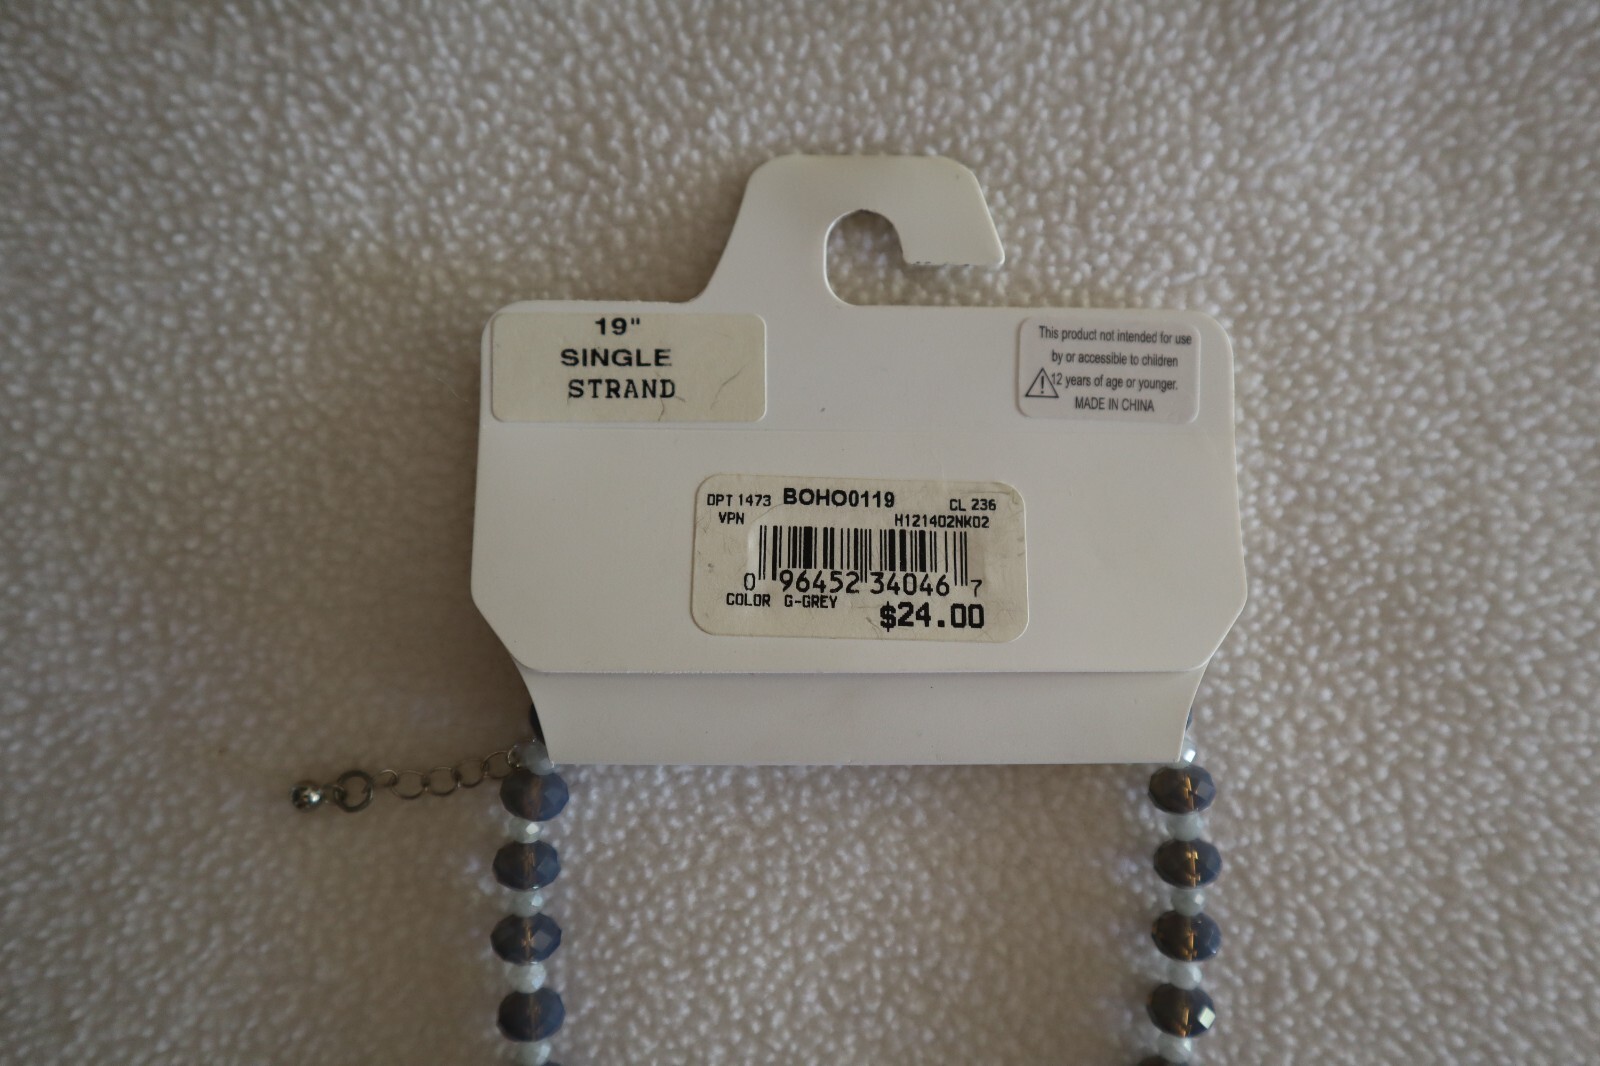 19"
SINGLE
STRAND
This product not intended for use
by or accessible to children
12 years of age or younger.
MADE IN CHINA
DPT 1473 BOHO0119 CL 236
VPN H121402NK02
0 96452 34046 7
COLOR G-GREY
$24.00